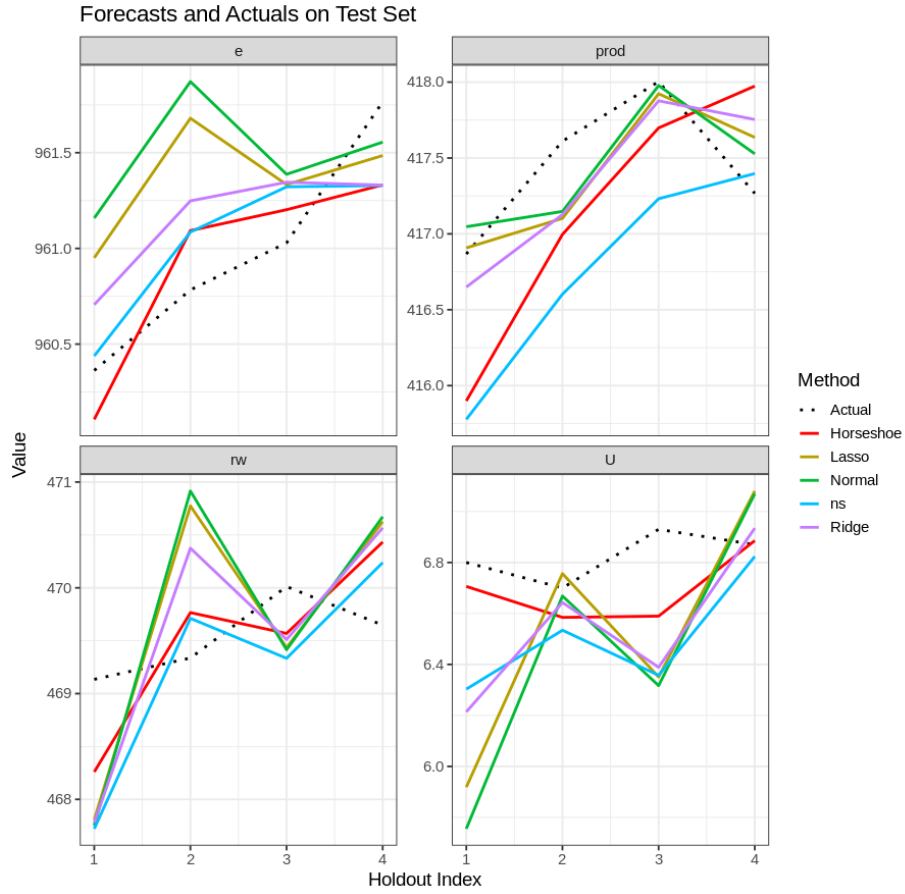 Forecasts and Actuals on Test Set
e
prod
961.5
961.0
960.5
418.0
417.5
417.0
416.5
416.0
rw
U
471
470
469
468
6.8
6.4
6.0
1 2 3 4
1 2 3 4
Value
Holdout Index
Method
Actual
Horseshoe
Lasso
Normal
ns
Ridge